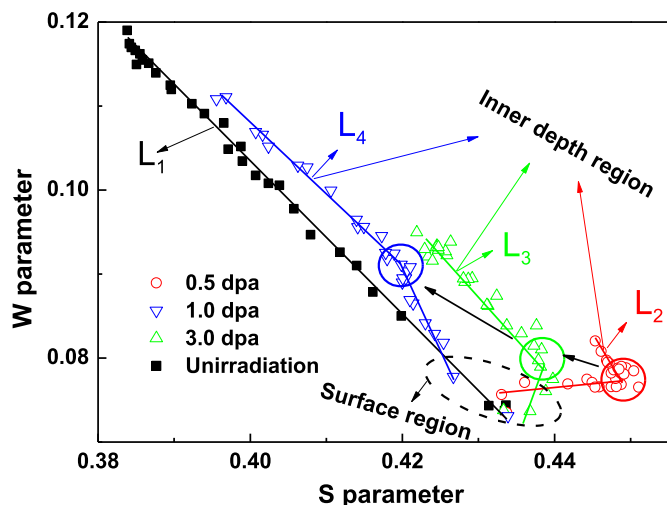 0.12
0.10
0.08
W parameter
0.38
0.40
0.42
0.44
S parameter
L1
L4
L3
L2
Inner depth region
Surface region
0.5 dpa
1.0 dpa
3.0 dpa
Unirradiation